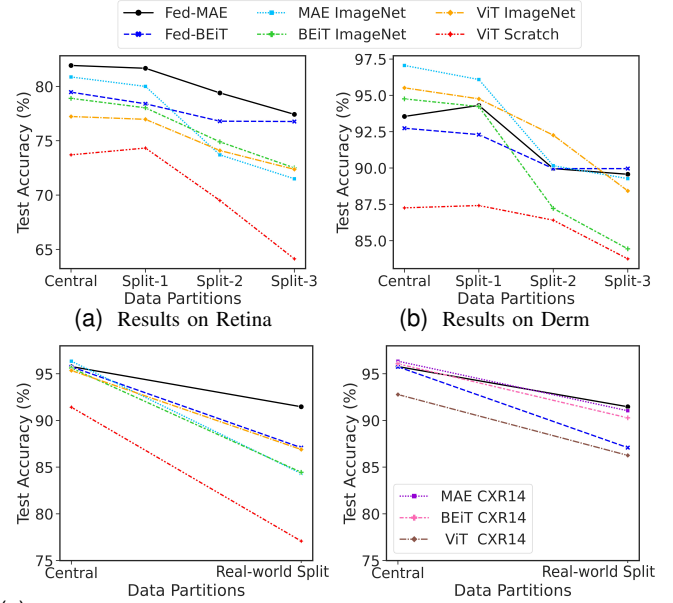 Fed-MAE MAE ImageNet ViT ImageNet
Fed-BEiT BEiT ImageNet ViT Scratch
Test Accuracy (%)
80
75
70
65
Central Split-1 Split-2 Split-3
Data Partitions
(a) Results on Retina
Test Accuracy (%)
97.5
95.0
92.5
90.0
87.5
85.0
Central Split-1 Split-2 Split-3
Data Partitions
(b) Results on Derm
Test Accuracy (%)
95
90
85
80
75
Central Real-world Split
Data Partitions
Test Accuracy (%)
95
90
85
80
75
MAE CXR14
BEiT CXR14
ViT CXR14
Central Real-world Split
Data Partitions